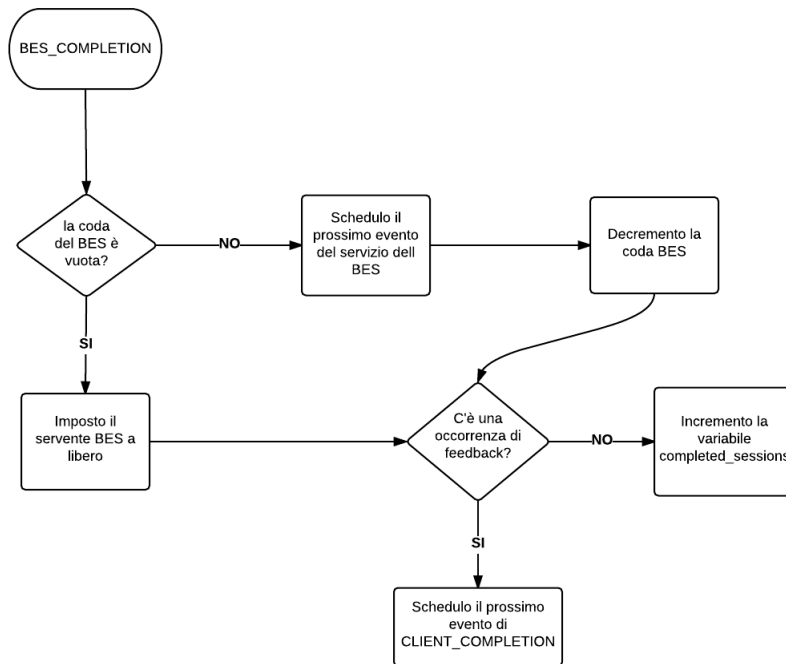 BES_COMPLETION
la coda
del BES è
vuota?
NO
Schedulo il
prossimo evento
del servizio dell
BES
Decremento la
coda BES
SI
Imposto il
servente BES a
libero
C'è una
occorrenza di
feedback?
NO
Incremento la
variabile
completed_sessions
SI
Schedulo il prossimo
evento di
CLIENT_COMPLETION